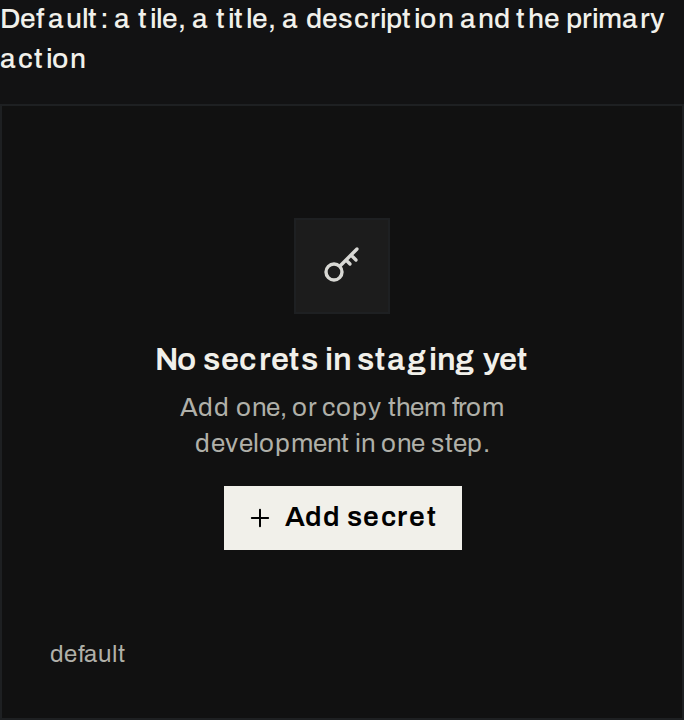 Default: a tile, a title, a description and the primary
action
No secrets in staging yet
Add one, or copy them from
development in one step.
Add secret
default